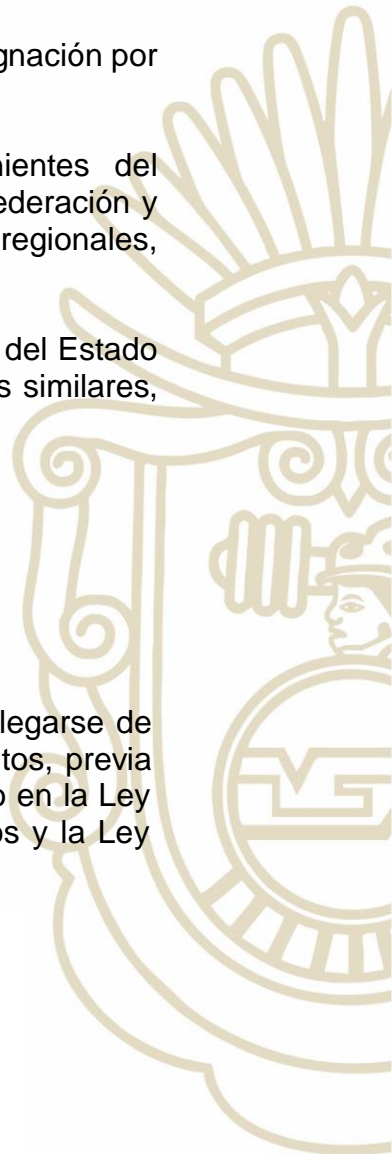 gnación por
nientes del
ederación y
regionales,
del Estado
s similares,
legarse de
tos, previa
o en la Ley
os y la Ley